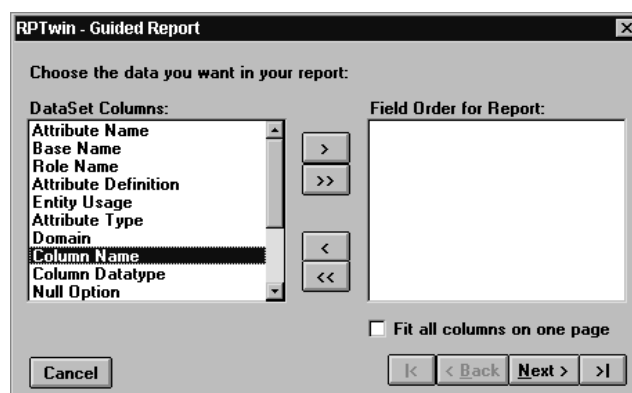 RPTwin - Guided Report
Choose the data you want in your report:
DataSet Columns:
Field Order for Report:
Attribute Name
Base Name
Role Name
Attribute Definition
Entity Usage
Attribute Type
Domain
Column Name
Column Datatype
Null Option
>
>>
<
<<
Fit all columns on one page
Cancel
|<
< Back
Next >
>|